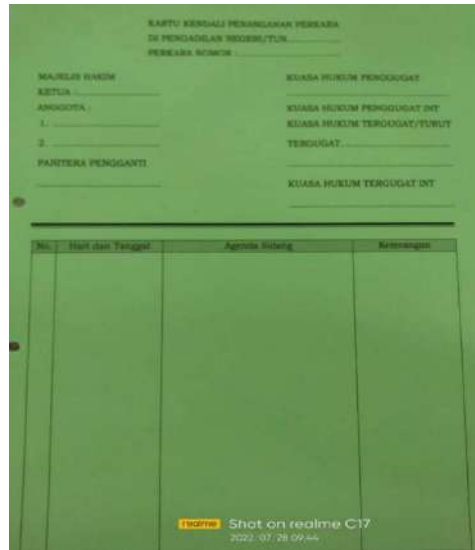 KARTU KENDALI PENANGANAN PERKARA
DI PENGADILAN NEGERI/TUN
PERKARA NOMOR :
MAJELIS HAKIM
KETUA :
ANGGOTA :
1.
2.
PANITERA PENGGANTI
KUASA HUKUM PENGGUGAT
KUASA HUKUM PENGGUGAT INT
KUASA HUKUM TERGUGAT/TURUT
TERGUGAT
KUASA HUKUM TERGUGAT INT
No. Hari dan Tanggal Agenda Sidang Keterangan
realme Shot on realme C17
2022/07/28 09:44